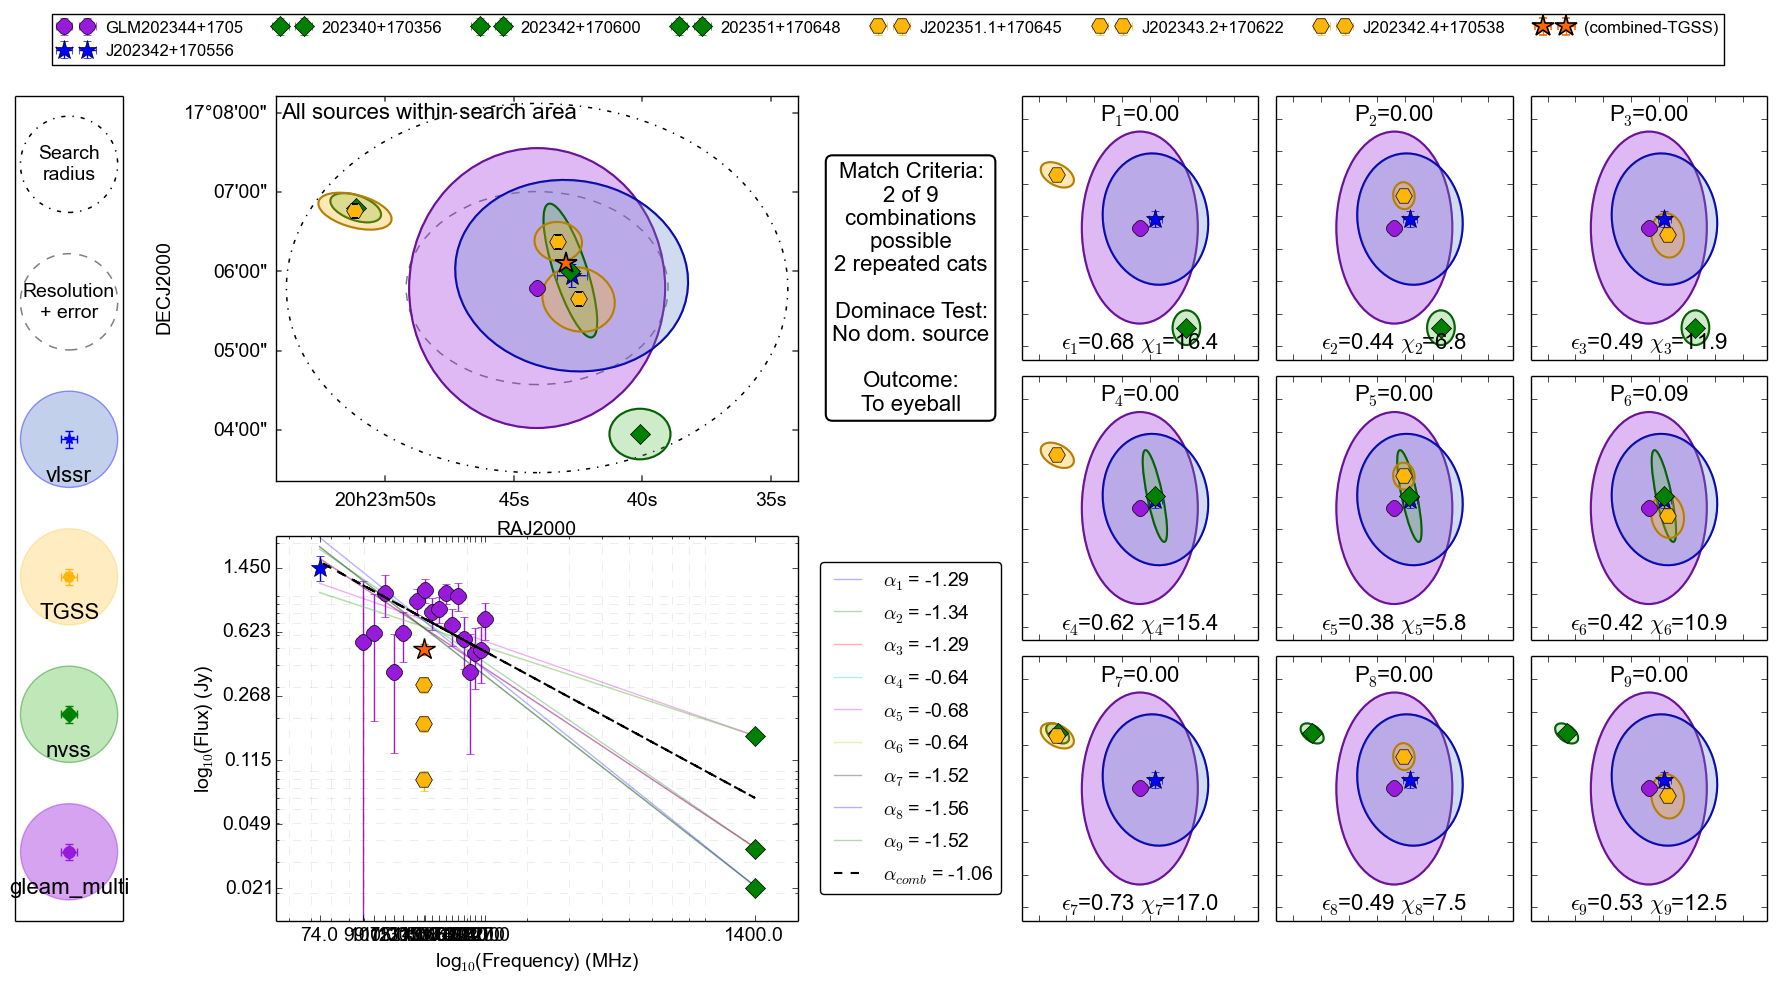 GLM202344+1705 202340+170356 202342+170600 202351+170648 J202351.1+170645 J202343.2+170622 J202342.4+170538 (combined-TGSS)
J202342+170556
Search
radius
Resolution
+ error
vlssr
TGSS
nvss
gleam_multi
All sources within search area
17°08'00"
07'00"
06'00"
05'00"
04'00"
DECJ2000
20h23m50s 45s 40s 35s
RAJ2000
Match Criteria:
2 of 9
combinations
possible
2 repeated cats
Dominace Test:
No dom. source
Outcome:
To eyeball
1.450
0.623
0.268
0.115
0.049
0.021
log10(Flux) (Jy)
74.0 1400.0
log10(Frequency) (MHz)
α1 = -1.29
α2 = -1.34
α3 = -1.29
α4 = -0.64
α5 = -0.68
α6 = -0.64
α7 = -1.52
α8 = -1.56
α9 = -1.52
αcomb = -1.06
P1=0.00 P2=0.00 P3=0.00
ϵ1=0.68 χ1=16.4 ϵ2=0.44 χ2=6.8 ϵ3=0.49 χ3=11.9
P4=0.00 P5=0.00 P6=0.09
ϵ4=0.62 χ4=15.4 ϵ5=0.38 χ5=5.8 ϵ6=0.42 χ6=10.9
P7=0.00 P8=0.00 P9=0.00
ϵ7=0.73 χ7=17.0 ϵ8=0.49 χ8=7.5 ϵ9=0.53 χ9=12.5